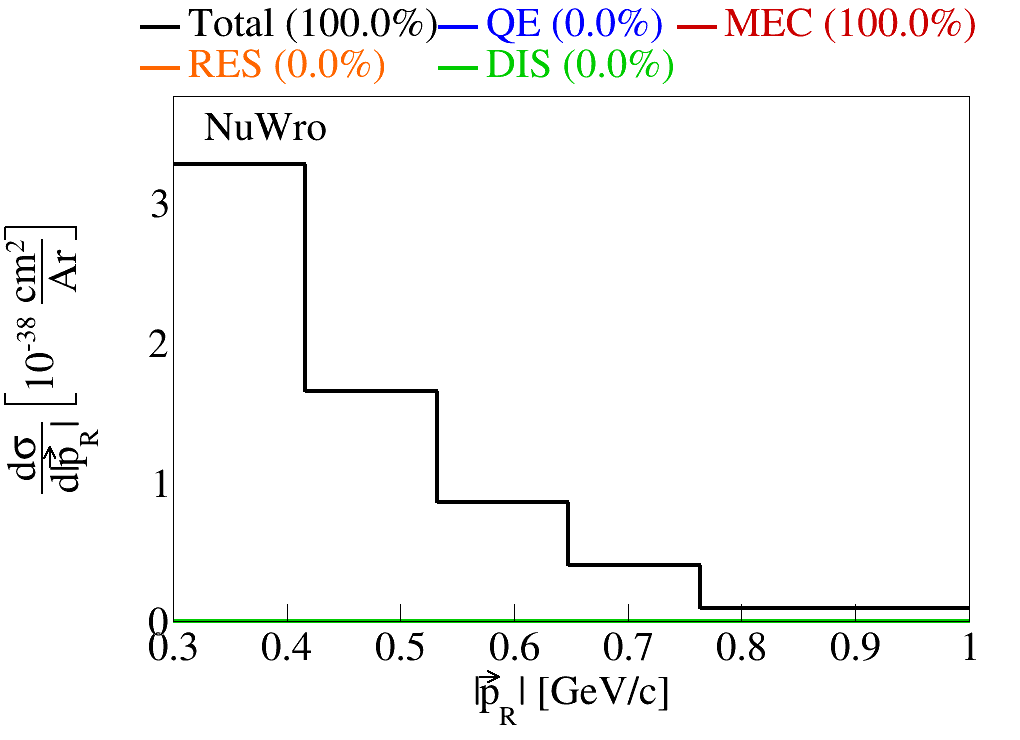 Total (100.0%) QE (0.0%) MEC (100.0%)
RES (0.0%) DIS (0.0%)
NuWro
3
2
1
0
0.3 0.4 0.5 0.6 0.7 0.8 0.9 1
|p⃗_R| [GeV/c]
dσ/d|p⃗_R| [10^-38 cm^2/Ar]